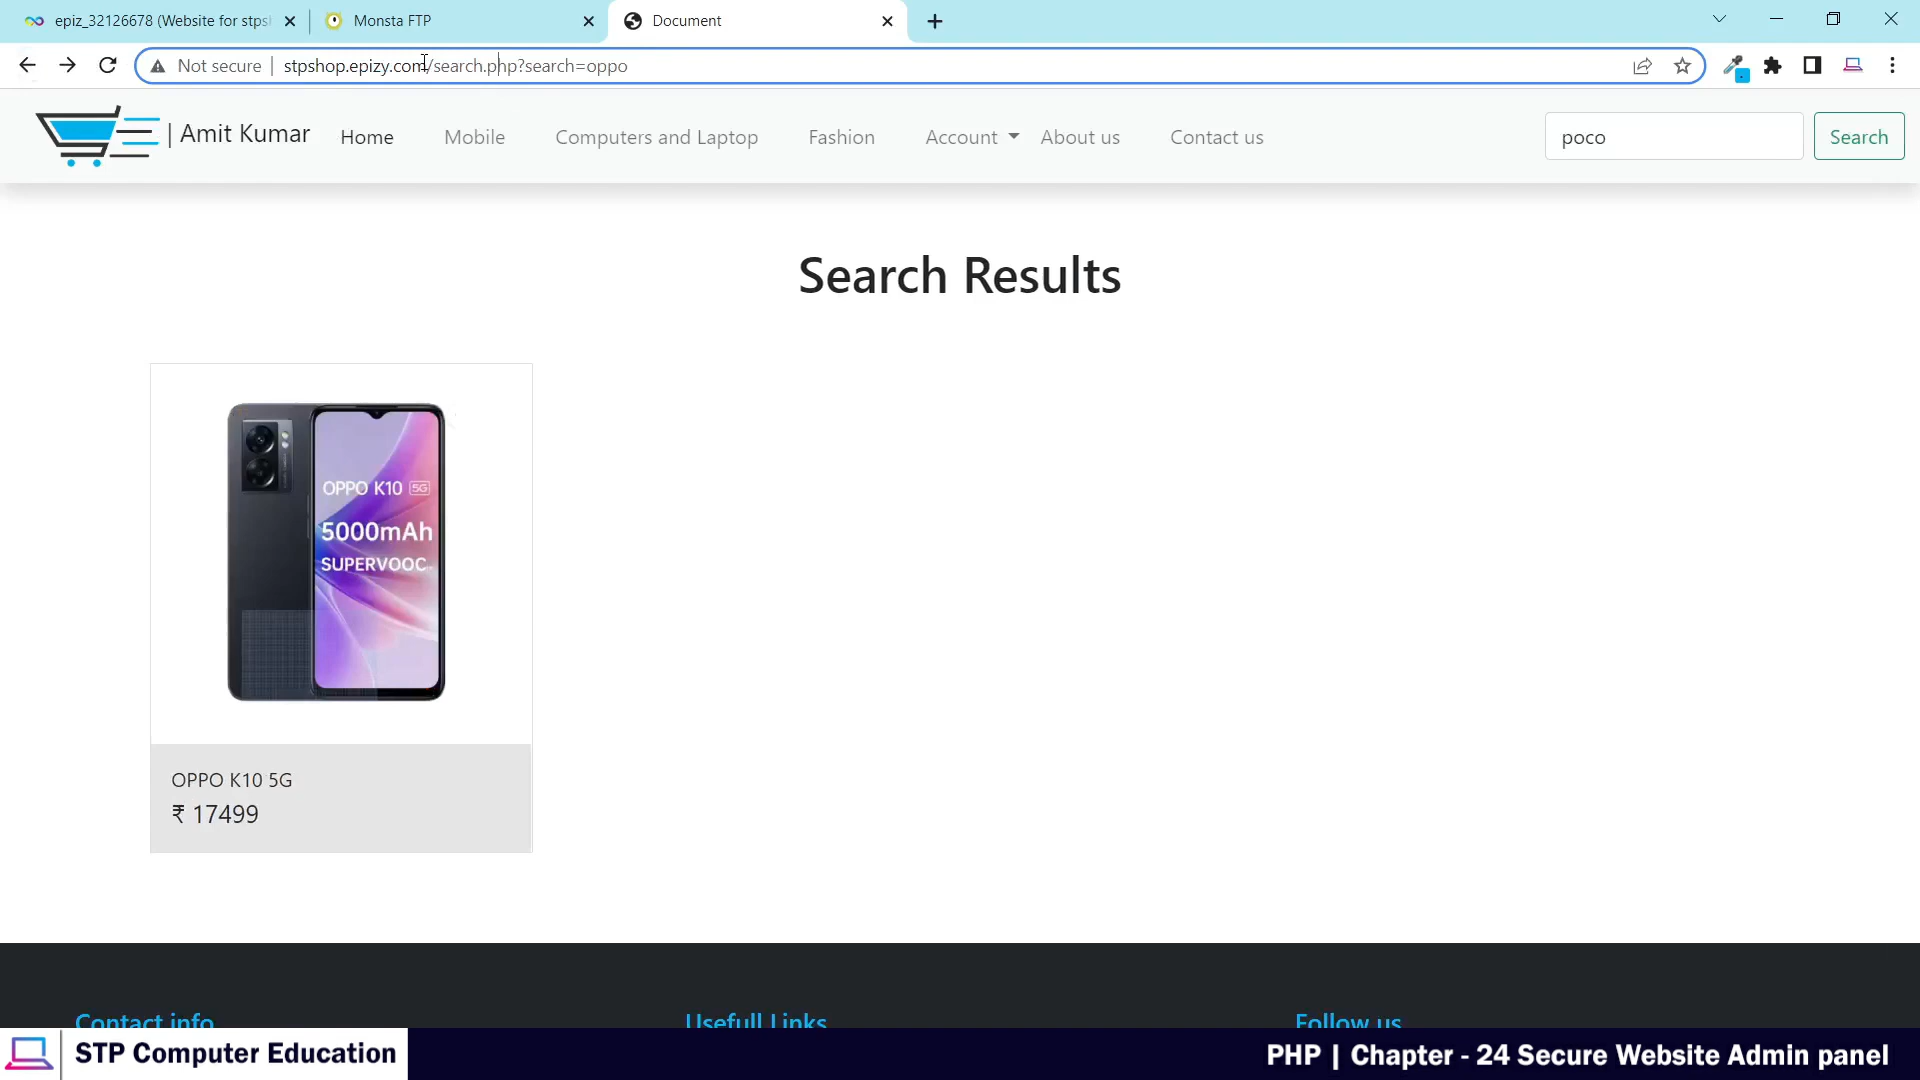 epiz_32126678 (Website for stps
Monsta FTP
Document
Not secure | stpshop.epizy.com/search.php?search=oppo
| Amit Kumar
Home
Mobile
Computers and Laptop
Fashion
Account
About us
Contact us
poco
Search
Search Results
OPPO K10 5G
5000mAh
SUPERVOOC
OPPO K10 5G
₹ 17499
Contact info
Usefull Links
Follow us
STP Computer Education
PHP | Chapter - 24 Secure Website Admin panel